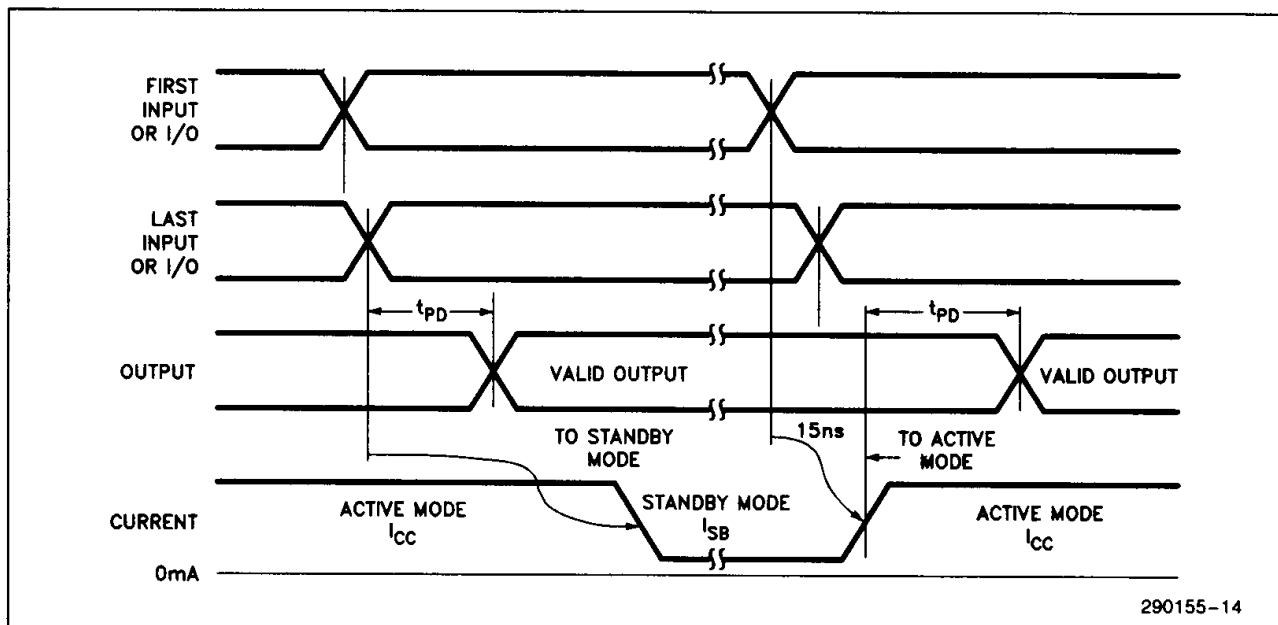 FIRST
INPUT
OR I/O
LAST
INPUT
OR I/O
tPD
tPD
OUTPUT
VALID OUTPUT
VALID OUTPUT
TO STANDBY
MODE
15ns
TO ACTIVE
MODE
CURRENT
ACTIVE MODE
ICC
STANDBY MODE
ISB
ACTIVE MODE
ICC
0mA
290155-14